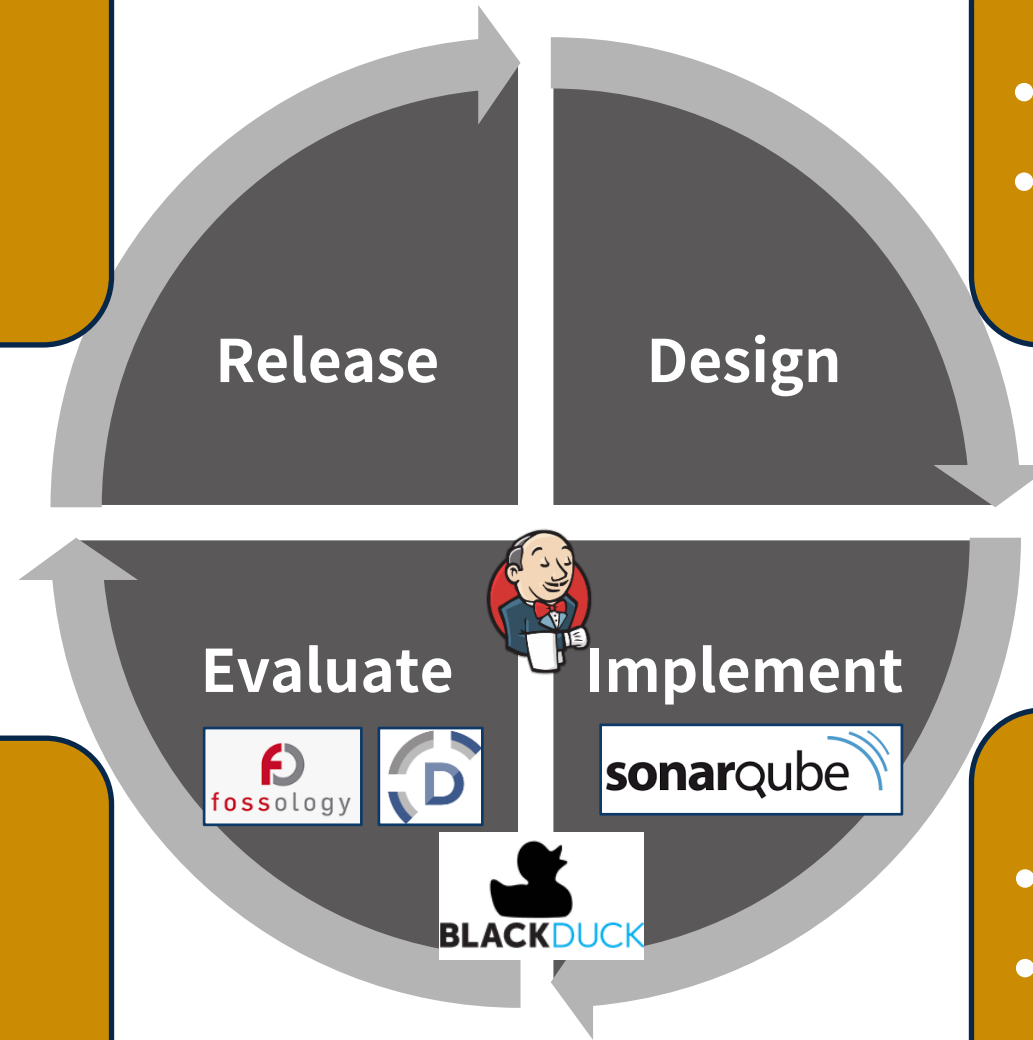 Release
Design
Evaluate
Implement
fossology
D
sonarqube
BLACKDUCK